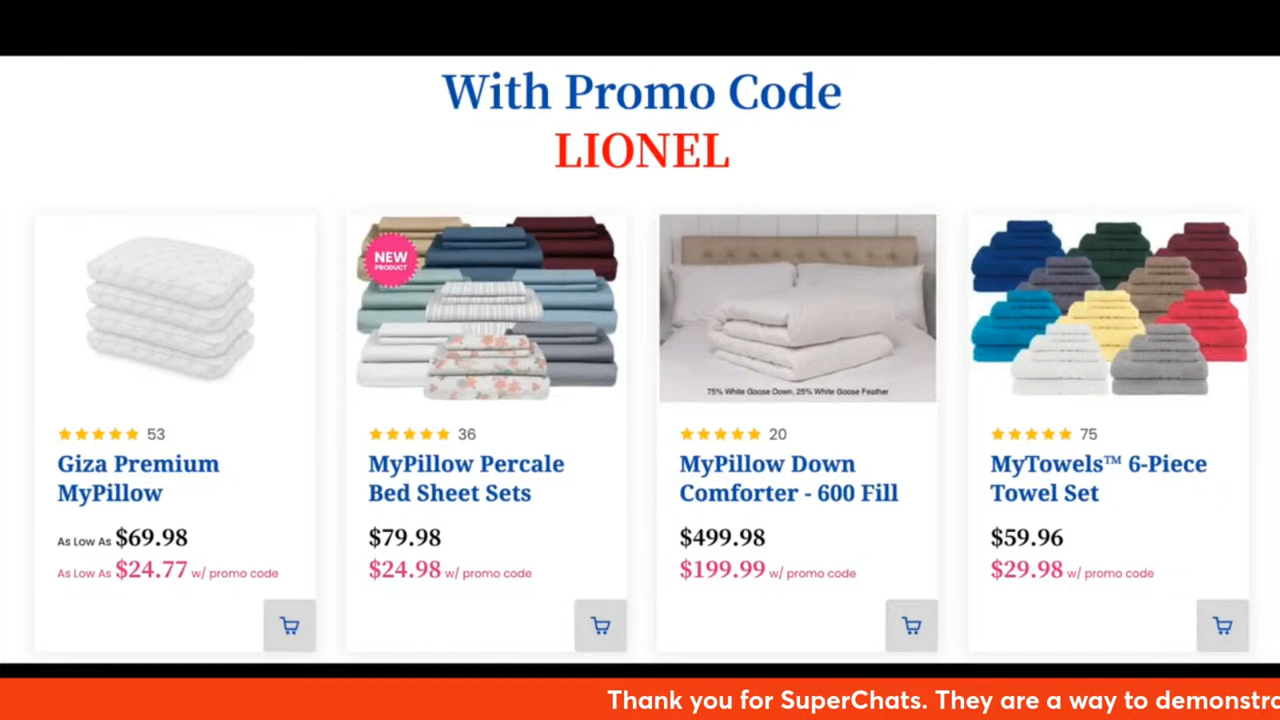 With Promo Code
LIONEL
NEW
PRODUCT
75% White Goose Down, 25% White Goose Feather
53
Giza Premium
MyPillow
As Low As $69.98
As Low As $24.77 w/ promo code
36
MyPillow Percale
Bed Sheet Sets
$79.98
$24.98 w/ promo code
20
MyPillow Down
Comforter - 600 Fill
$499.98
$199.99 w/ promo code
75
MyTowels™ 6-Piece
Towel Set
$59.96
$29.98 w/ promo code
Thank you for SuperChats. They are a way to demonstra